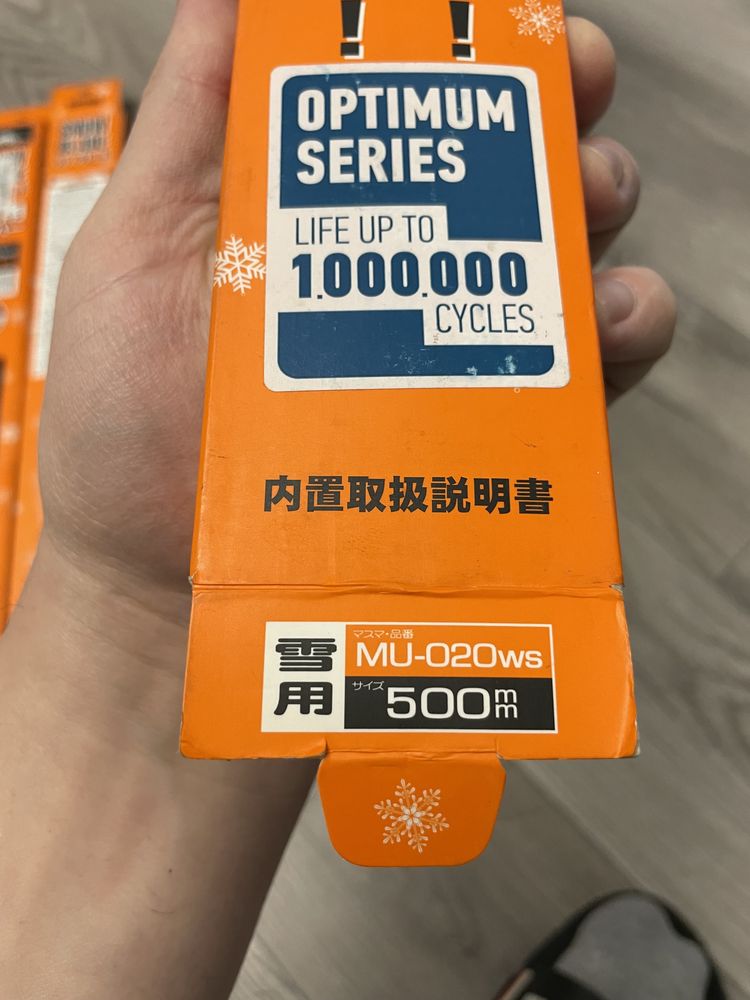 ! !
OPTIMUM
SERIES
LIFE UP TO
1.000.000
CYCLES
内置取扱説明書
雪用
マスマ・品番
MU-020WS
サイズ
500mm